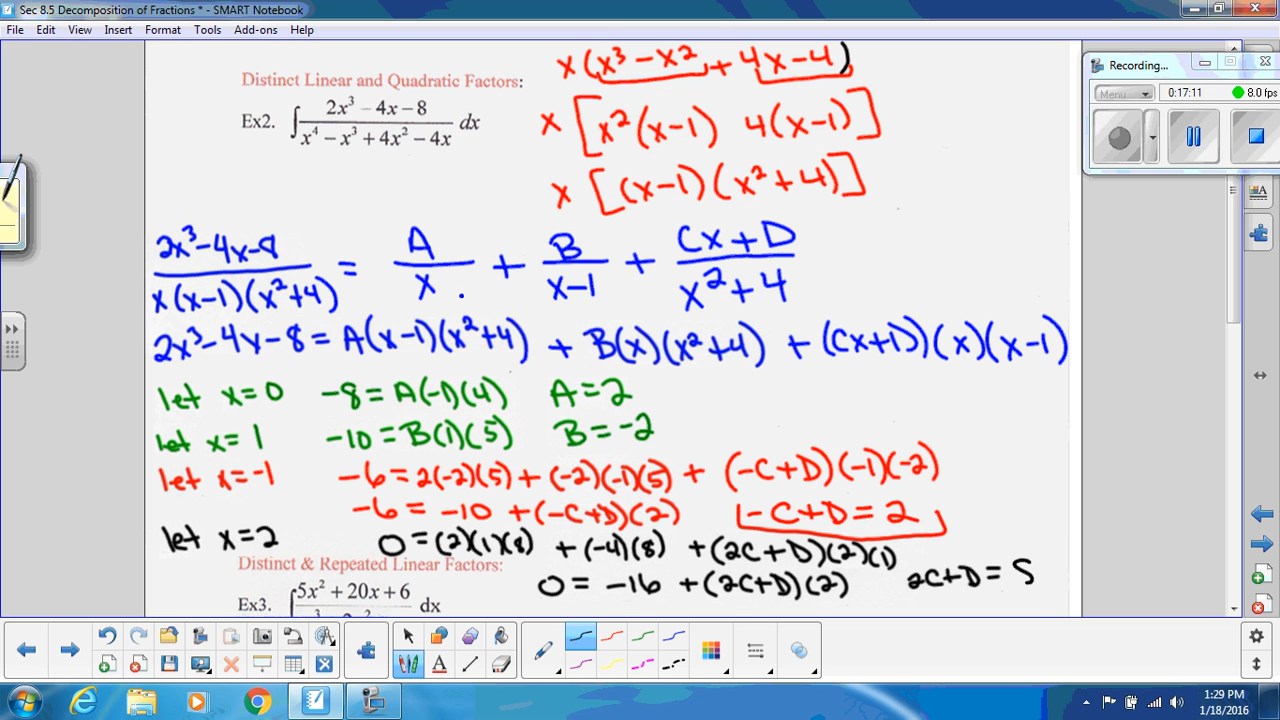 Sec 8.5 Decomposition of Fractions * - SMART Notebook
File Edit View Insert Format Tools Add-ons Help
Recording...
Menu
0:17:11
8.0 fps
x(x³ - x² + 4x - 4)
Distinct Linear and Quadratic Factors:
Ex2. ∫ (2x³ - 4x - 8)/(x⁴ - x³ + 4x² - 4x) dx
x[x²(x-1) 4(x-1)]
x[(x-1)(x²+4)]
(2x³-4x-8)/(x(x-1)(x²+4)) = A/x + B/(x-1) + (Cx+D)/(x²+4)
2x³-4x-8 = A(x-1)(x²+4) + B(x)(x²+4) + (Cx+D)(x)(x-1)
let x=0 -8=A(-1)(4) A=2
let x=1 -10=B(1)(5) B=-2
let x=-1 -6=2(-2)(5)+(-2)(-1)(5) + (-C+D)(-1)(-2)
-6 = -10 +(-C+D)(2) -C+D=2
let x=2 0=(2)(1)(8) +(-4)(8) +(2C+D)(2)(1)
0 = -16 +(2C+D)(2) 2C+D = S
Distinct & Repeated Linear Factors:
Ex3. ∫ 5x² + 20x + 6 dx
A
1:29 PM
1/18/2016